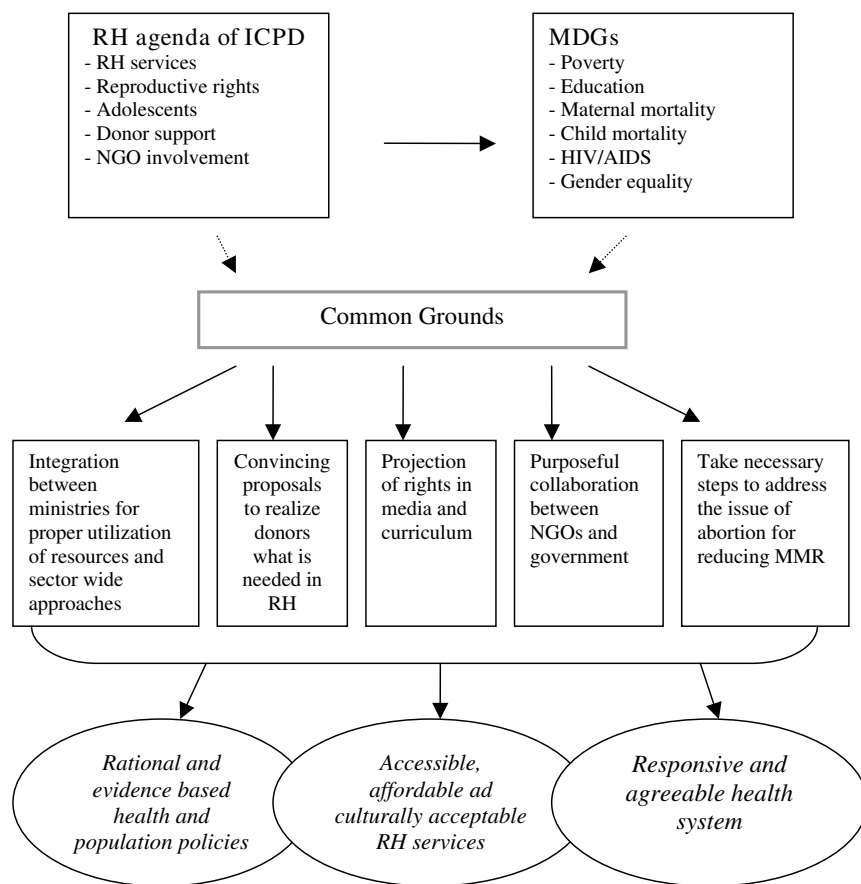 RH agenda of ICPD
- RH services
- Reproductive rights
- Adolescents
- Donor support
- NGO involvement
MDGs
- Poverty
- Education
- Maternal mortality
- Child mortality
- HIV/AIDS
- Gender equality
Common Grounds
Integration
between
ministries for
proper utilization
of resources and
sector wide
approaches
Convincing
proposals
to realize
donors
what is
needed in
RH
Projection
of rights in
media and
curriculum
Purposeful
collaboration
between
NGOs and
government
Take necessary
steps to address
the issue of
abortion for
reducing MMR
Rational and
evidence based
health and
population policies
Accessible,
affordable ad
culturally acceptable
RH services
Responsive and
agreeable health
system